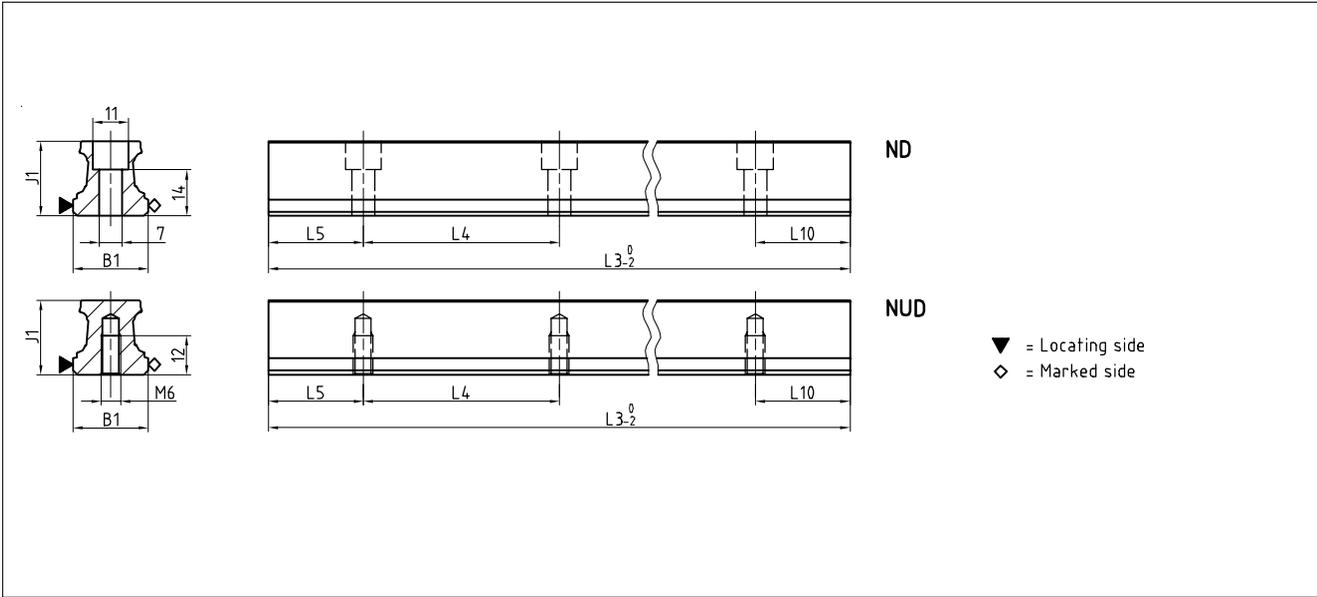 11
ND
J1
14
7
L5
L4
L10
B1
L3 0 -2
NUD
J1
12
= Locating side
= Marked side
M6
L5
L4
L10
B1
L3 0 -2